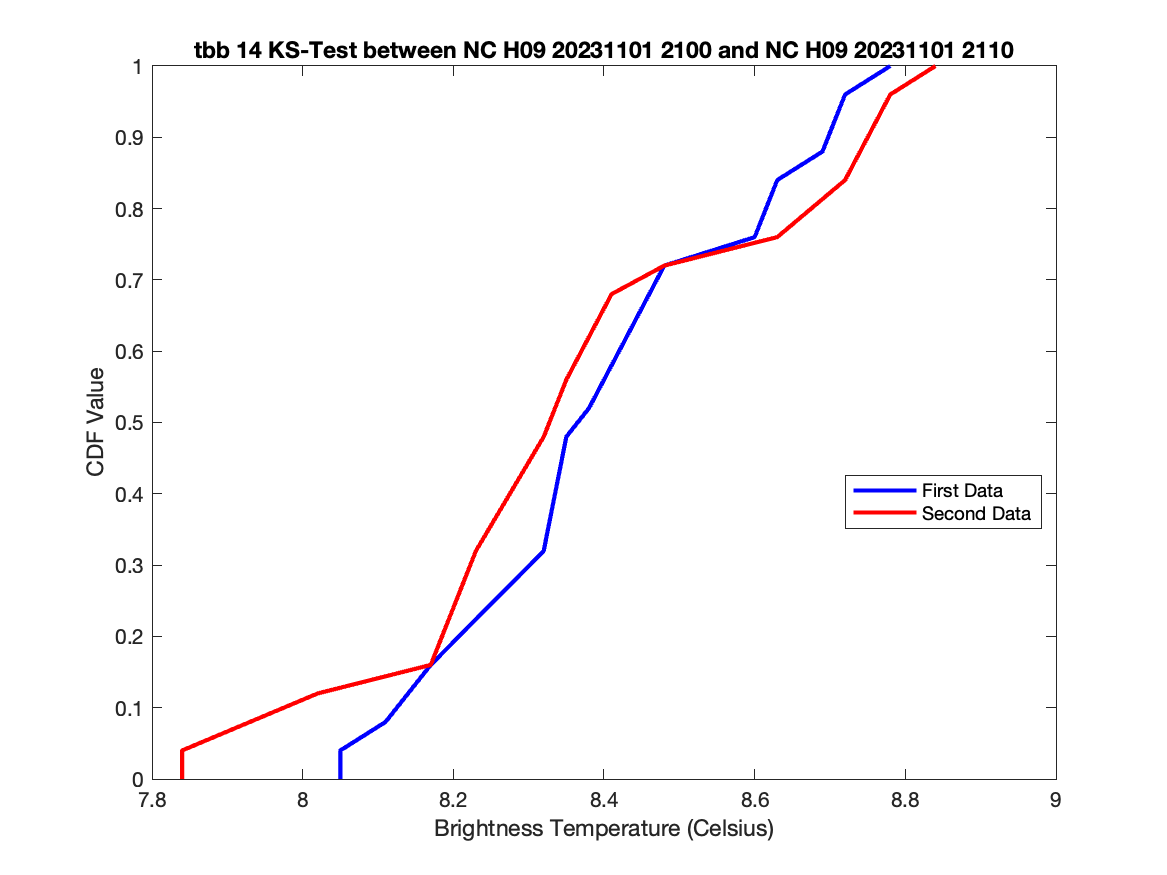 tbb 14 KS-Test between NC H09 20231101 2100 and NC H09 20231101 2110
1
0.9
0.8
0.7
0.6
0.5
0.4
0.3
0.2
0.1
0
CDF Value
First Data
Second Data
7.8 8 8.2 8.4 8.6 8.8 9
Brightness Temperature (Celsius)